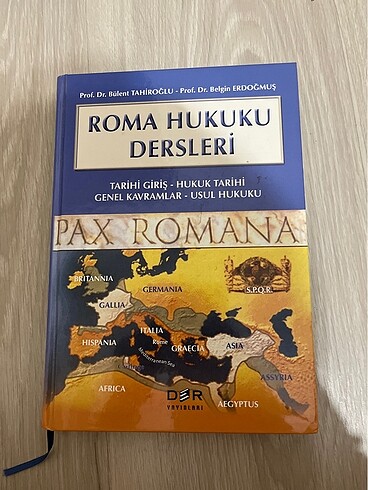 Prof. Dr. Bülent TAHİROĞLU - Prof. Dr. Belgin ERDOĞMUŞ
ROMA HUKUKU
DERSLERİ
TARİHİ GİRİŞ - HUKUK TARİHİ
GENEL KAVRAMLAR - USUL HUKUKU
PAX ROMANA
BRITANNIA
GERMANIA
S.P.Q.R.
GALLIA
ITALIA
Rome
HISPANIA
GRAECIA
ASIA
Mediterranean Sea
ASSYRIA
AFRICA
AEGYPTUS
DER
YAYINLARI